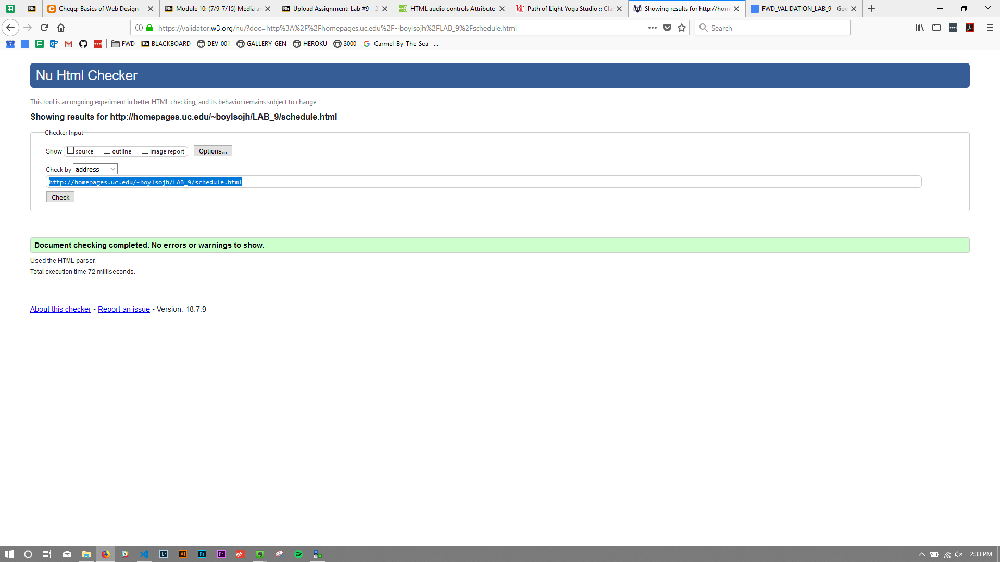 Chegg: Basics of Web Design
Module 10: (7/9-7/15) Media a
Upload Assignment: Lab #9 – 2
HTML audio controls Attribute
Path of Light Yoga Studio :: Cla
Showing results for http://hom
FWD_VALIDATION_LAB_9 - Goo
https://validator.w3.org/nu/?doc=http%3A%2F%2Fhomepages.uc.edu%2F~boylsojh%2FLAB_9%2Fschedule.html
Search
FWD
BLACKBOARD
DEV-001
GALLERY-GEN
HEROKU
3000
Carmel-By-The-Sea - ...
Nu Html Checker
This tool is an ongoing experiment in better HTML checking, and its behavior remains subject to change
Showing results for http://homepages.uc.edu/~boylsojh/LAB_9/schedule.html
Checker Input
Show source outline image report Options...
Check by address
http://homepages.uc.edu/~boylsojh/LAB_9/schedule.html
Check
Document checking completed. No errors or warnings to show.
Used the HTML parser.
Total execution time 72 milliseconds.
About this checker • Report an issue • Version: 18.7.9
Lr
Ai
Ps
Pr
2:33 PM